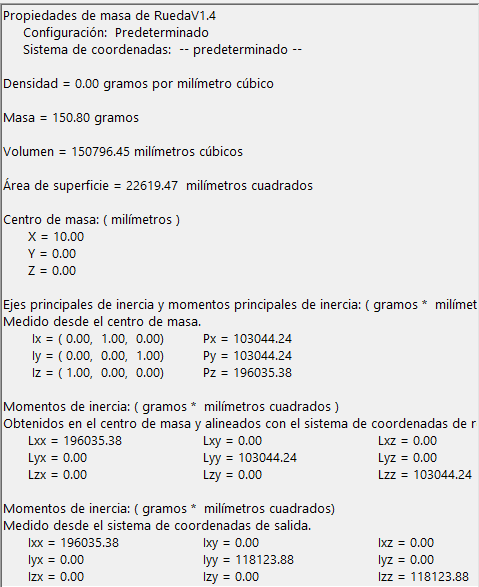 Propiedades de masa de RuedaV1.4
Configuración: Predeterminado
Sistema de coordenadas: -- predeterminado --
Densidad = 0.00 gramos por milímetro cúbico
Masa = 150.80 gramos
Volumen = 150796.45 milímetros cúbicos
Área de superficie = 22619.47 milímetros cuadrados
Centro de masa: ( milímetros )
X = 10.00
Y = 0.00
Z = 0.00
Ejes principales de inercia y momentos principales de inercia: ( gramos * milímet
Medido desde el centro de masa.
Ix = ( 0.00, 1.00, 0.00) Px = 103044.24
Iy = ( 0.00, 0.00, 1.00) Py = 103044.24
Iz = ( 1.00, 0.00, 0.00) Pz = 196035.38
Momentos de inercia: ( gramos * milímetros cuadrados )
Obtenidos en el centro de masa y alineados con el sistema de coordenadas de r
Lxx = 196035.38 Lxy = 0.00 Lxz = 0.00
Lyx = 0.00 Lyy = 103044.24 Lyz = 0.00
Lzx = 0.00 Lzy = 0.00 Lzz = 103044.24
Momentos de inercia: ( gramos * milímetros cuadrados)
Medido desde el sistema de coordenadas de salida.
Ixx = 196035.38 Ixy = 0.00 Ixz = 0.00
Iyx = 0.00 Iyy = 118123.88 Iyz = 0.00
Izx = 0.00 Izy = 0.00 Izz = 118123.88